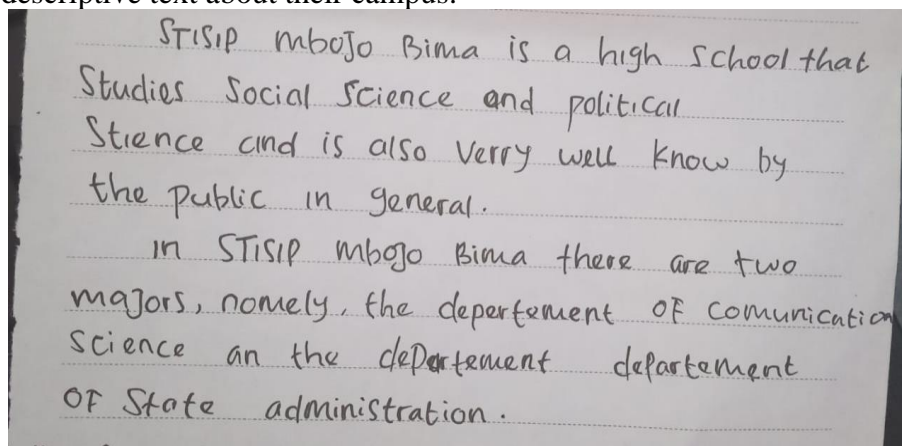 descriptive text about their campus.
STISIP mboJo Bima is a high School that
Studies Social Science and political
Stience and is also Verry well know by
the public in general.
in STISIP mboJo Bima there are two
maJors, nomely, the depertement OF comunication
Science an the depertement departement
OF State administration.